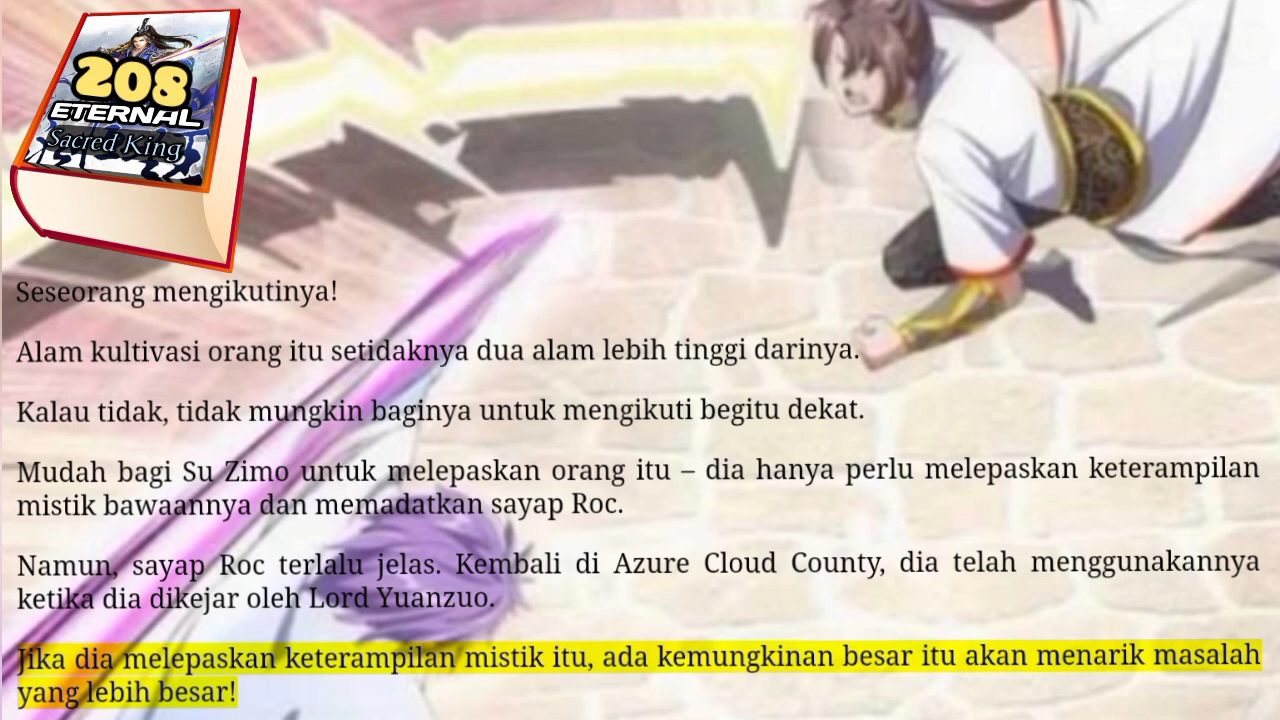 208
ETERNAL
Sacred King
Seseorang mengikutinya!
Alam kultivasi orang itu setidaknya dua alam lebih tinggi darinya.
Kalau tidak, tidak mungkin baginya untuk mengikuti begitu dekat.
Mudah bagi Su Zimo untuk melepaskan orang itu – dia hanya perlu melepaskan keterampilan
mistik bawaannya dan memadatkan sayap Roc.
Namun, sayap Roc terlalu jelas. Kembali di Azure Cloud County, dia telah menggunakannya
ketika dia dikejar oleh Lord Yuanzuo.
Jika dia melepaskan keterampilan mistik itu, ada kemungkinan besar itu akan menarik masalah
yang lebih besar!